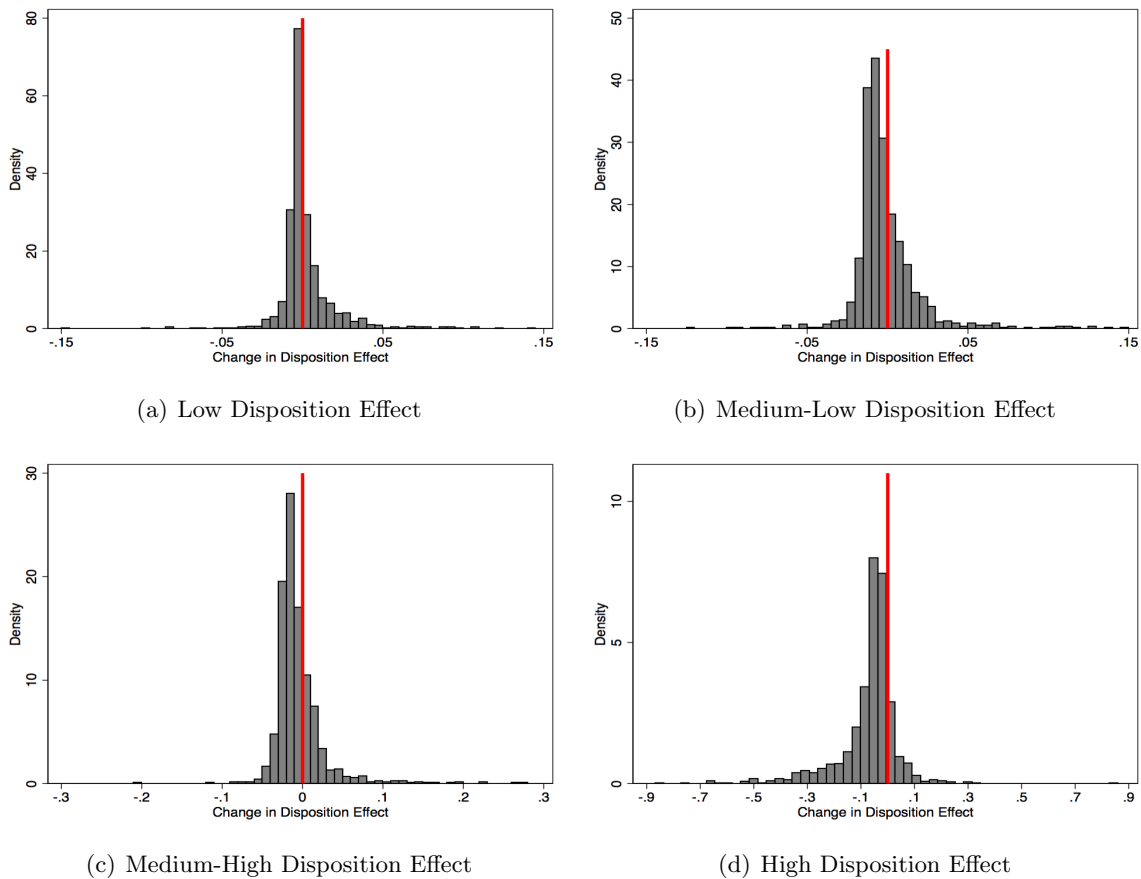 80
60
40
20
0
Density
-.15 -.05 .05 .15
Change in Disposition Effect
(a) Low Disposition Effect
50
40
30
20
10
0
Density
-.15 -.05 .05 .15
Change in Disposition Effect
(b) Medium-Low Disposition Effect
30
20
10
0
Density
-.3 -.2 -.1 0 .1 .2 .3
Change in Disposition Effect
(c) Medium-High Disposition Effect
10
5
0
Density
-.9 -.7 -.5 -.3 -.1 .1 .3 .5 .7 .9
Change in Disposition Effect
(d) High Disposition Effect